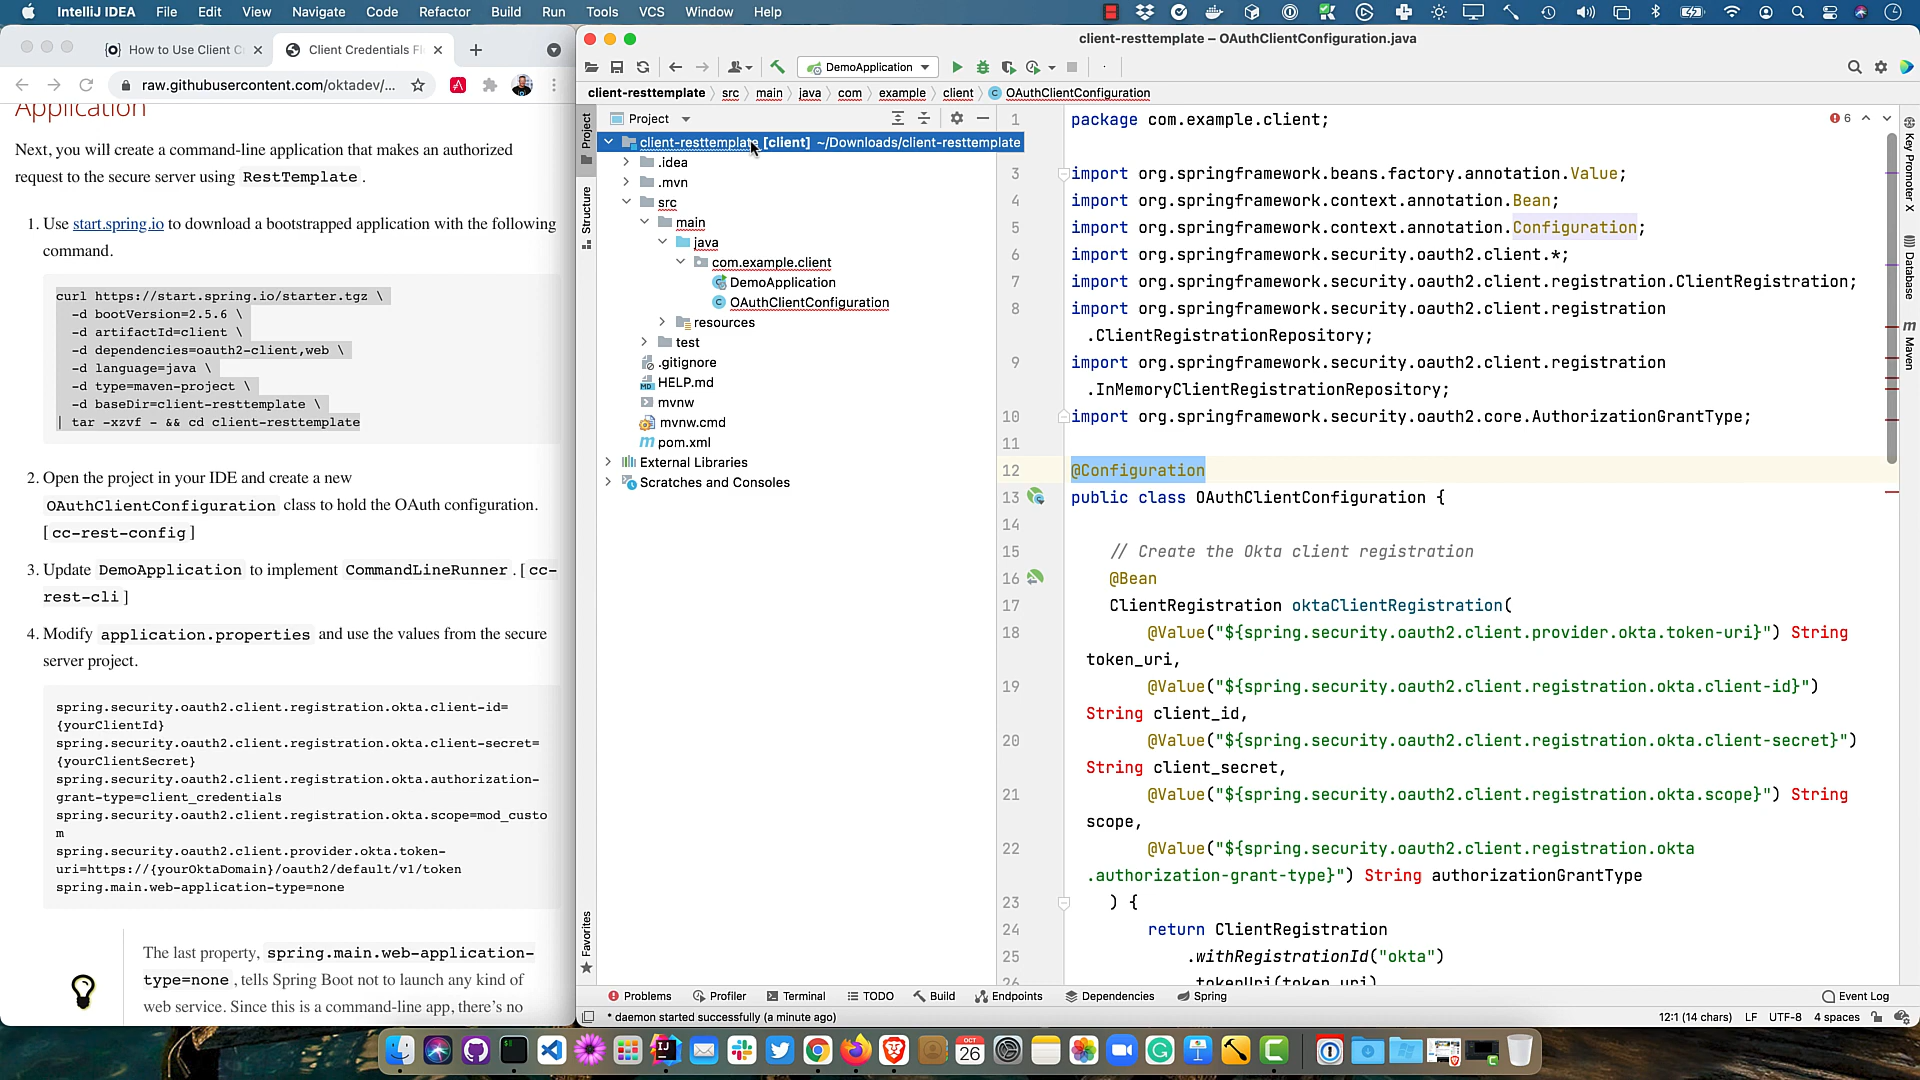 IntelliJ IDEA File Edit View Navigate Code Refactor Build Run Tools VCS Window Help
How to Use Client C
Client Credentials Fl
raw.githubusercontent.com/oktadev/...
Application
Next, you will create a command-line application that makes an authorized
request to the secure server using RestTemplate.
1. Use start.spring.io to download a bootstrapped application with the following
command.
curl https://start.spring.io/starter.tgz \
-d bootVersion=2.5.6 \
-d artifactId=client \
-d dependencies=oauth2-client,web \
-d language=java \
-d type=maven-project \
-d baseDir=client-resttemplate \
| tar -xzvf - && cd client-resttemplate
2. Open the project in your IDE and create a new
OAuthClientConfiguration class to hold the OAuth configuration.
[cc-rest-config]
3. Update DemoApplication to implement CommandLineRunner.[cc-
rest-cli]
4. Modify application.properties and use the values from the secure
server project.
spring.security.oauth2.client.registration.okta.client-id=
{yourClientId}
spring.security.oauth2.client.registration.okta.client-secret=
{yourClientSecret}
spring.security.oauth2.client.registration.okta.authorization-
grant-type=client_credentials
spring.security.oauth2.client.registration.okta.scope=mod_custo
m
spring.security.oauth2.client.provider.okta.token-
uri=https://{yourOktaDomain}/oauth2/default/v1/token
spring.main.web-application-type=none
The last property, spring.main.web-application-
type=none, tells Spring Boot not to launch any kind of
web service. Since this is a command-line app, there's no
client-resttemplate – OAuthClientConfiguration.java
DemoApplication
client-resttemplate src main java com example client OAuthClientConfiguration
Project
Structure
Favorites
Project
client-resttemplate [client] ~/Downloads/client-resttemplate
.idea
.mvn
src
main
java
com.example.client
DemoApplication
OAuthClientConfiguration
resources
test
.gitignore
HELP.md
mvnw
mvnw.cmd
pom.xml
External Libraries
Scratches and Consoles
6
1 package com.example.client;
3 import org.springframework.beans.factory.annotation.Value;
4 import org.springframework.context.annotation.Bean;
5 import org.springframework.context.annotation.Configuration;
6 import org.springframework.security.oauth2.client.*;
7 import org.springframework.security.oauth2.client.registration.ClientRegistration;
8 import org.springframework.security.oauth2.client.registration
.ClientRegistrationRepository;
9 import org.springframework.security.oauth2.client.registration
.InMemoryClientRegistrationRepository;
10 import org.springframework.security.oauth2.core.AuthorizationGrantType;
11
12 @Configuration
13 public class OAuthClientConfiguration {
14
15 // Create the Okta client registration
16 @Bean
17 ClientRegistration oktaClientRegistration(
18 @Value("${spring.security.oauth2.client.provider.okta.token-uri}") String
token_uri,
19 @Value("${spring.security.oauth2.client.registration.okta.client-id}")
String client_id,
20 @Value("${spring.security.oauth2.client.registration.okta.client-secret}")
String client_secret,
21 @Value("${spring.security.oauth2.client.registration.okta.scope}") String
scope,
22 @Value("${spring.security.oauth2.client.registration.okta
.authorization-grant-type}") String authorizationGrantType
23 ) {
24 return ClientRegistration
25 .withRegistrationId("okta")
26 .tokenUri(token_uri)
Key Promoter X
Database
Maven
Problems Profiler Terminal TODO Build Endpoints Dependencies Spring Event Log
* daemon started successfully (a minute ago) 12:1 (14 chars) LF UTF-8 4 spaces
OCT
26